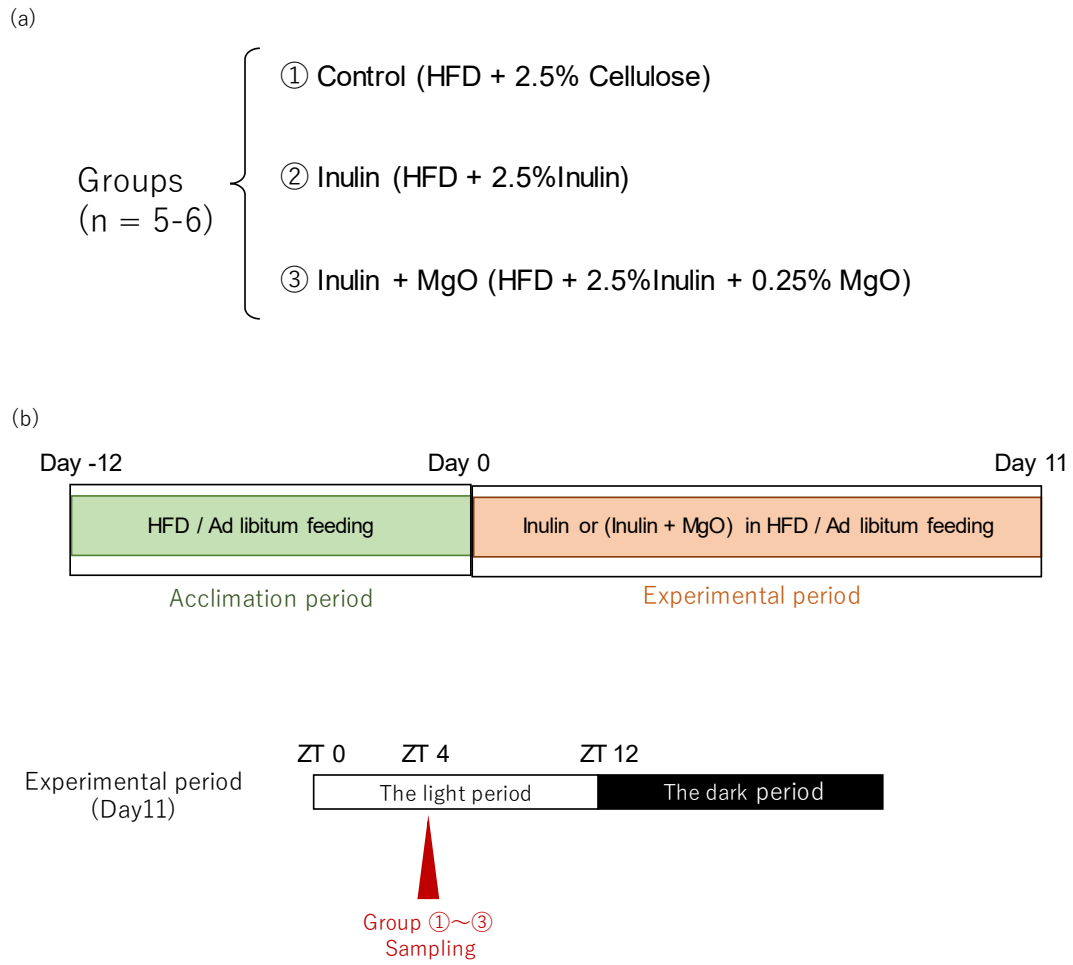 (a)
① Control (HFD + 2.5% Cellulose)
② Inulin (HFD + 2.5%Inulin)
Groups
(n = 5-6)
③ Inulin + MgO (HFD + 2.5%Inulin + 0.25% MgO)
(b)
Day -12 Day 0 Day 11
HFD / Ad libitum feeding Inulin or (Inulin + MgO) in HFD / Ad libitum feeding
Acclimation period Experimental period
ZT 0 ZT 4 ZT 12
Experimental period
(Day11)
The light period The dark period
Group ①～③
Sampling